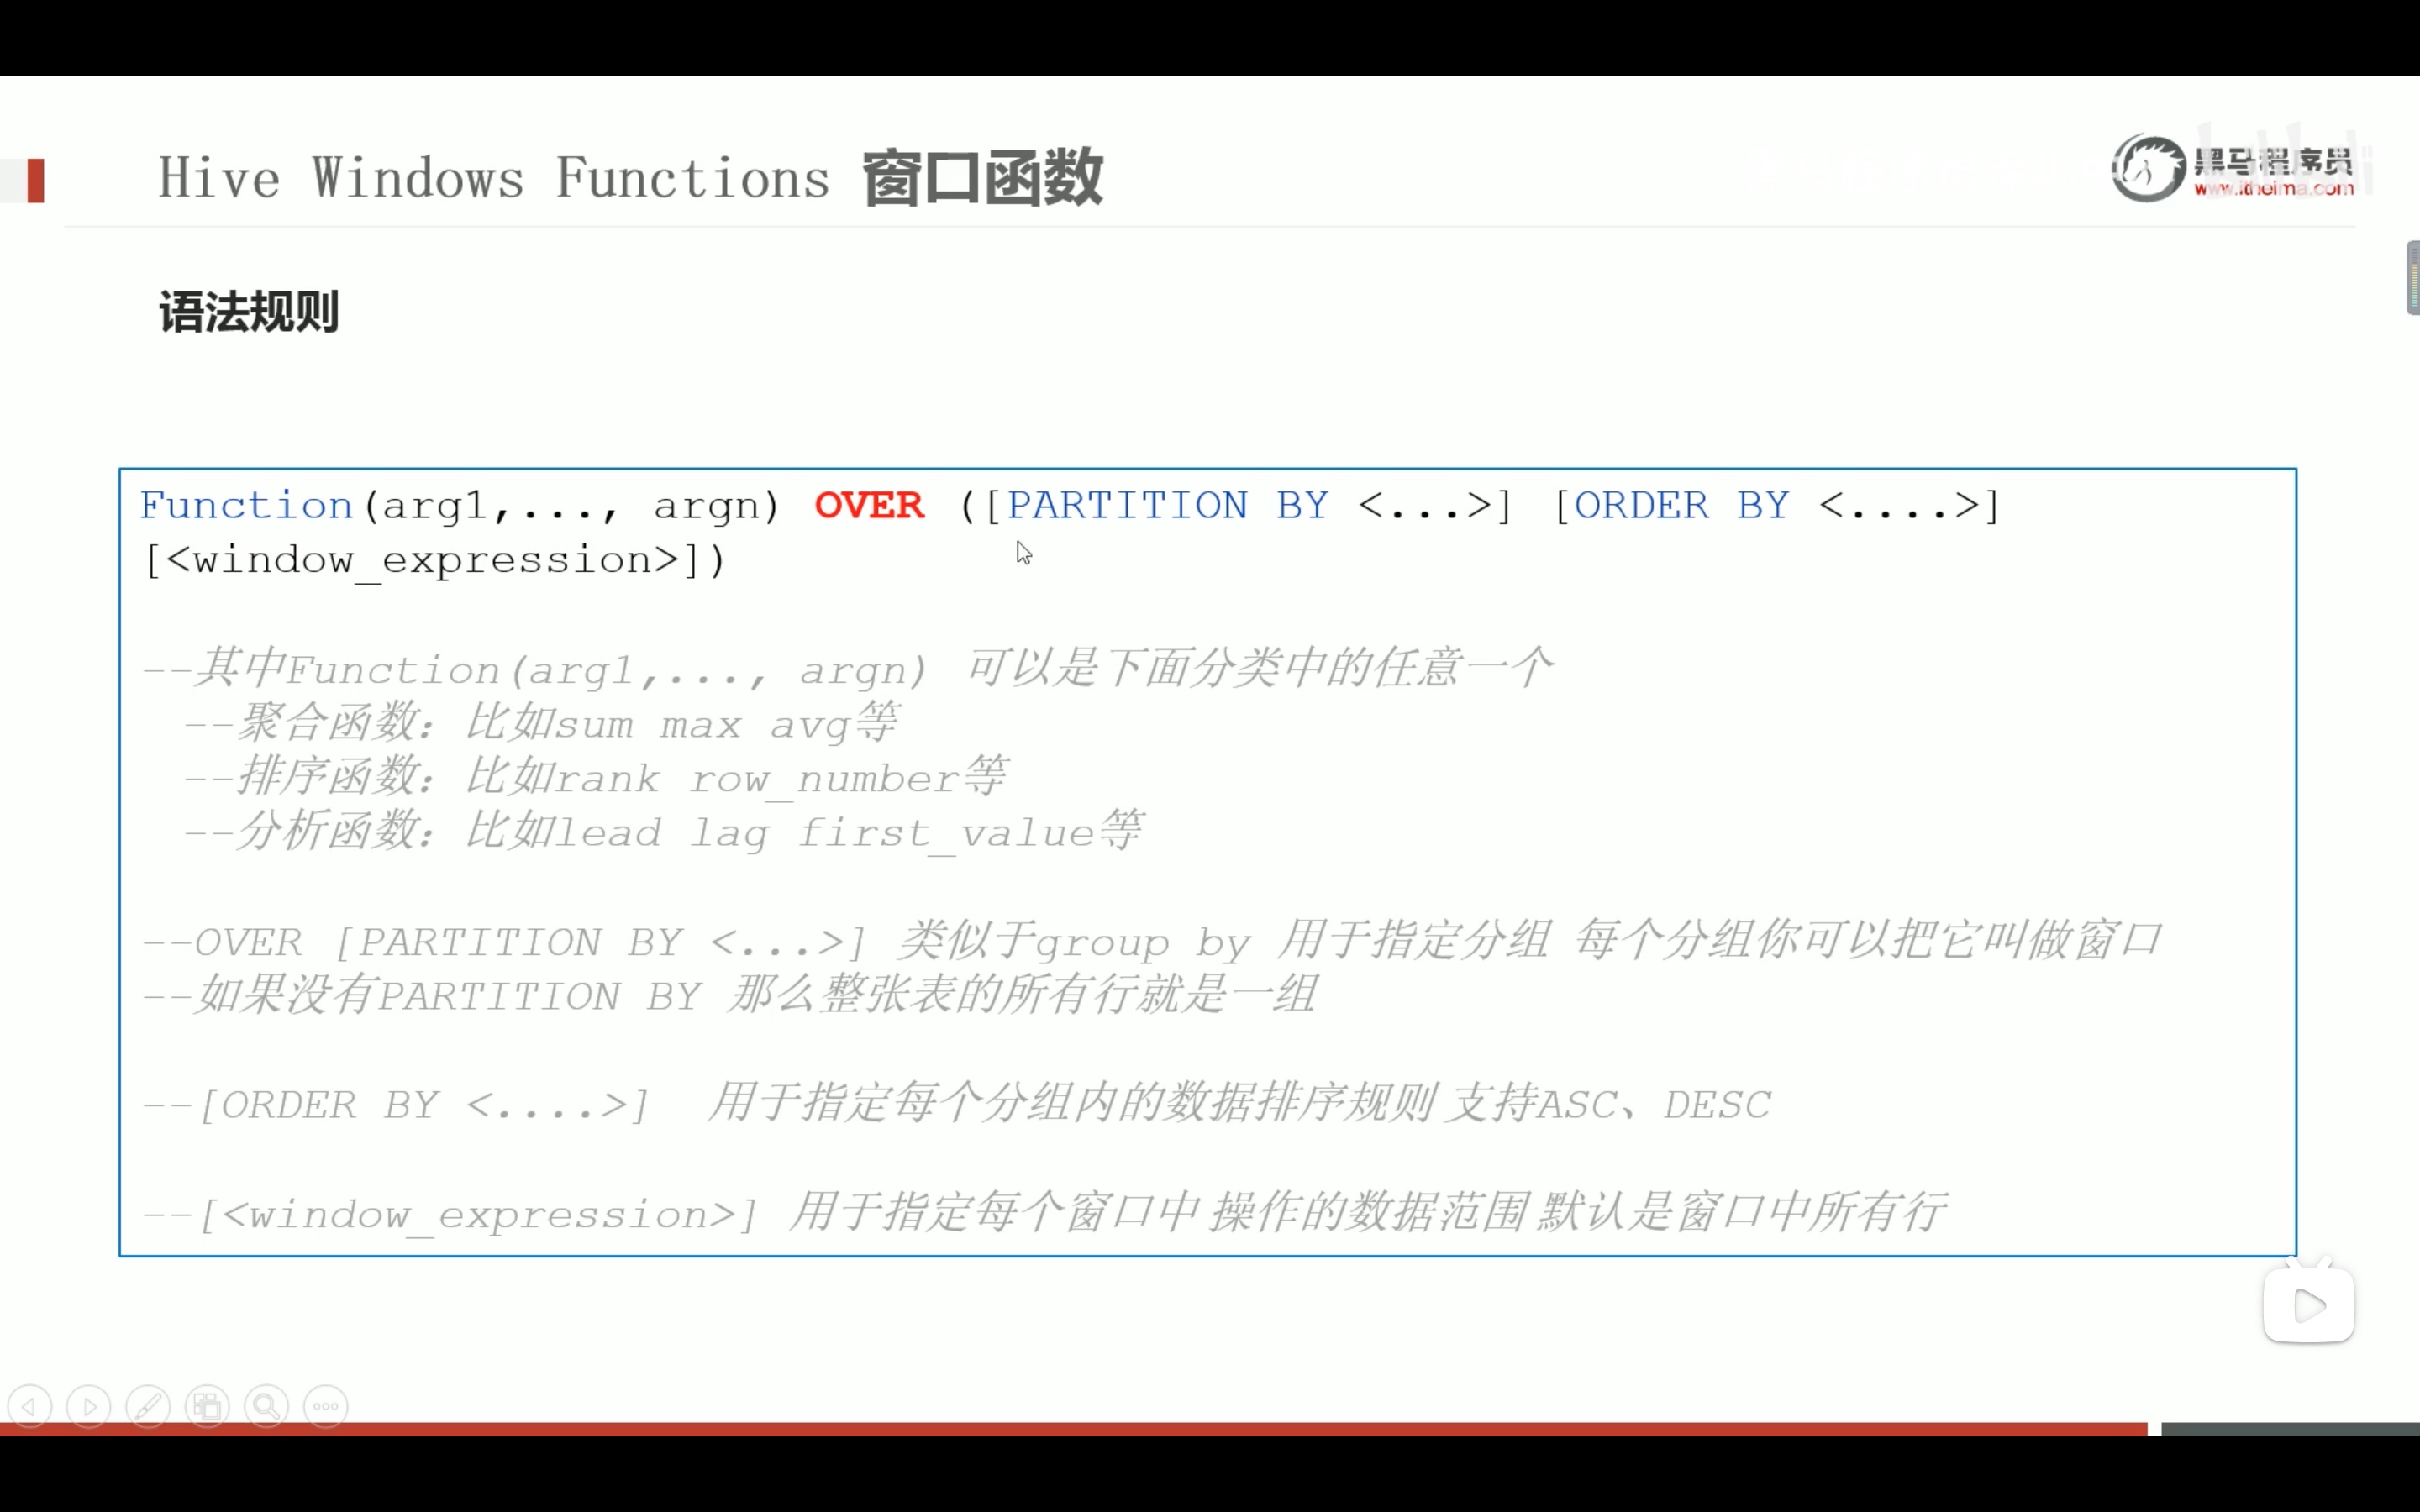 Hive Windows Functions 窗口函数
黑马程序员
www.itheima.com
语法规则
Function(arg1,..., argn) OVER ([PARTITION BY <...>] [ORDER BY <....>]
[<window_expression>])
--其中Function(arg1,..., argn) 可以是下面分类中的任意一个
--聚合函数：比如sum max avg等
--排序函数：比如rank row_number等
--分析函数：比如lead lag first_value等
--OVER [PARTITION BY <...>] 类似于group by 用于指定分组 每个分组你可以把它叫做窗口
--如果没有PARTITION BY 那么整张表的所有行就是一组
--[ORDER BY <....>] 用于指定每个分组内的数据排序规则 支持ASC、DESC
--[<window_expression>] 用于指定每个窗口中 操作的数据范围 默认是窗口中所有行